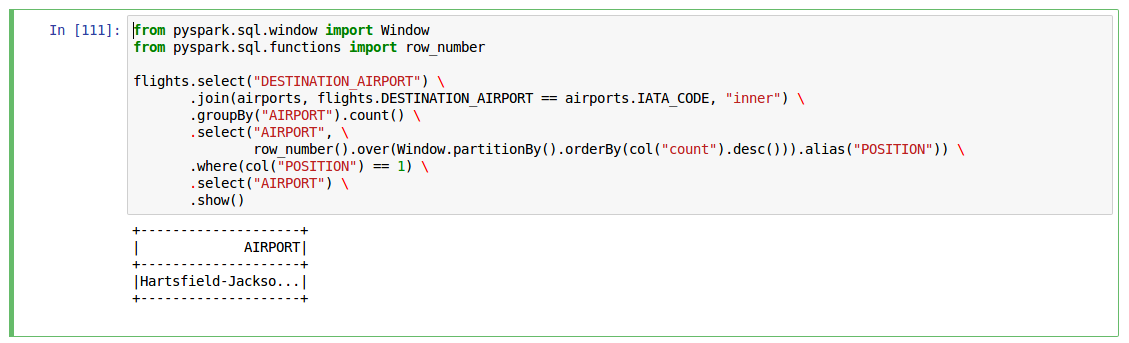 In [111]: from pyspark.sql.window import Window
from pyspark.sql.functions import row_number
flights.select("DESTINATION_AIRPORT") \
.join(airports, flights.DESTINATION_AIRPORT == airports.IATA_CODE, "inner") \
.groupBy("AIRPORT").count() \
.select("AIRPORT", \
row_number().over(Window.partitionBy().orderBy(col("count").desc())).alias("POSITION")) \
.where(col("POSITION") == 1) \
.select("AIRPORT") \
.show()
+--------------------+
|             AIRPORT|
+--------------------+
|Hartsfield-Jackso...|
+--------------------+